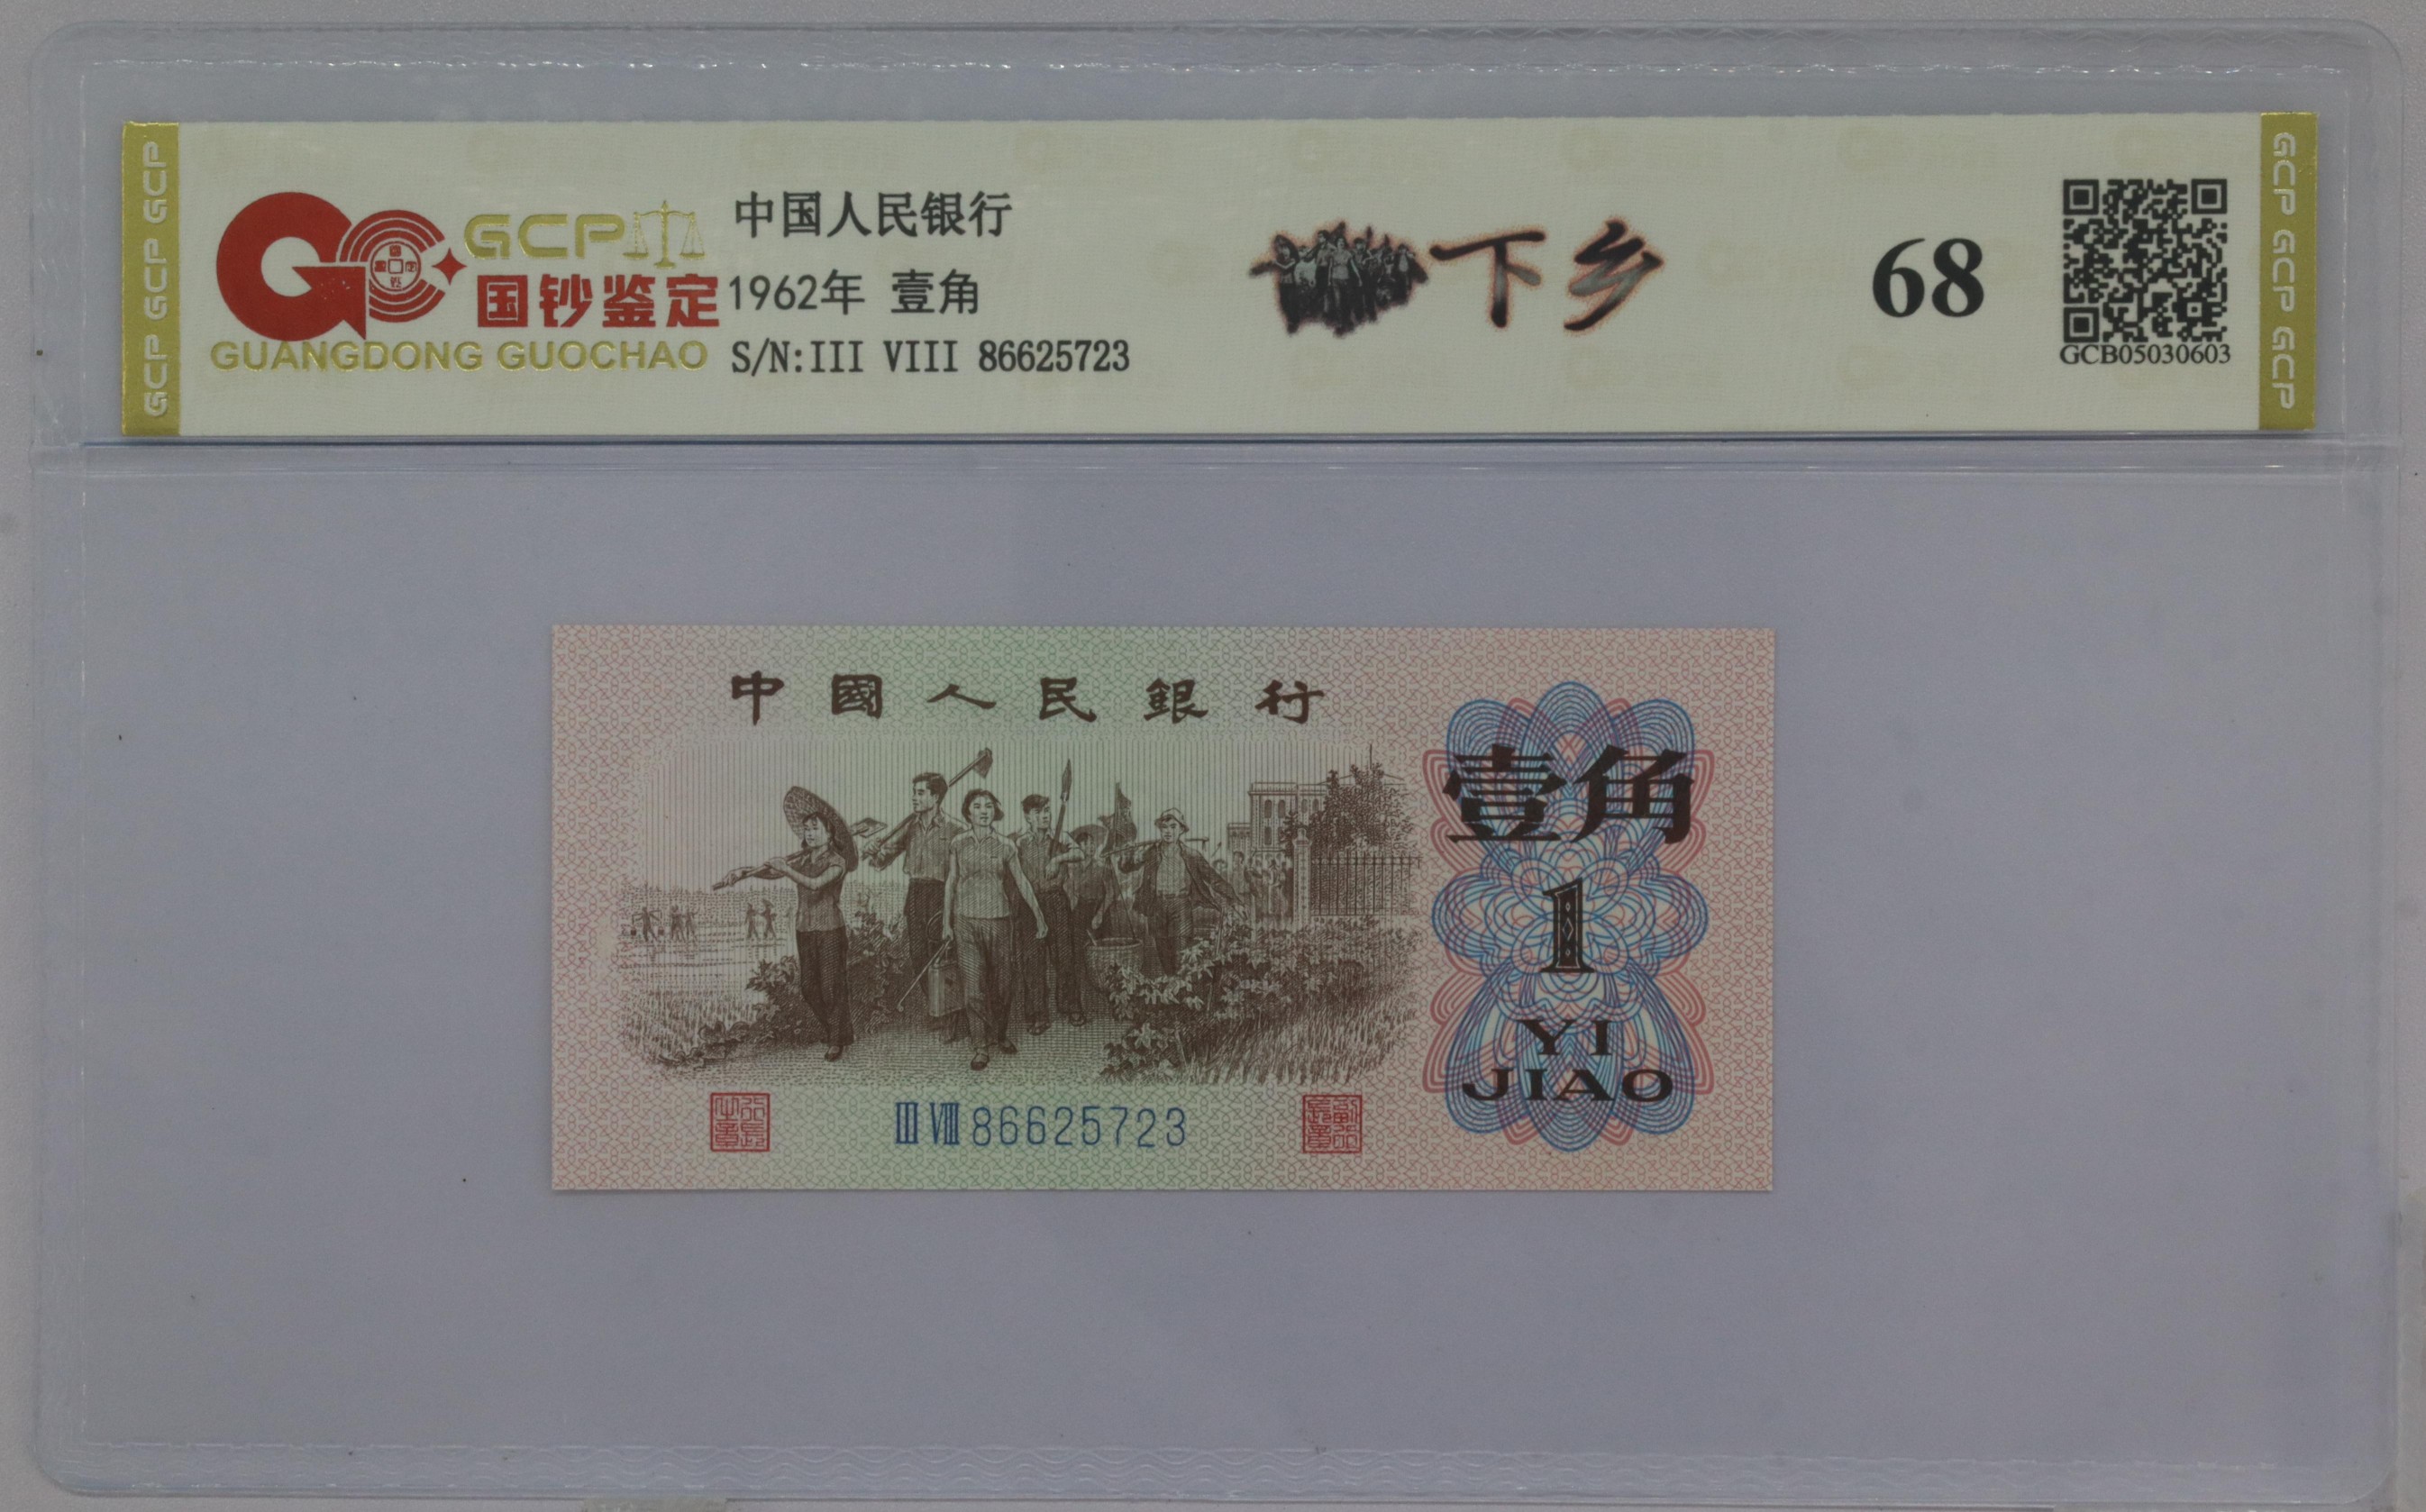 GCP GCP GCP
GCP
国钞鉴定
GUANGDONG GUOCHAO
中国人民银行
1962年 壹角
S/N:III VIII 86625723
下乡
68
GCB05030603
GCP GCP GCP
中國人民銀行
壹角
1
YI
JIAO
III VIII 86625723